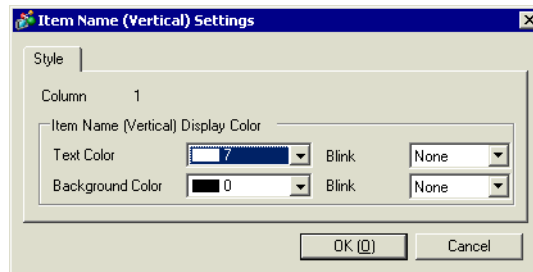 Item Name (Vertical) Settings
Style
Column 1
Item Name (Vertical) Display Color
Text Color 7 Blink None
Background Color 0 Blink None
OK (O) Cancel